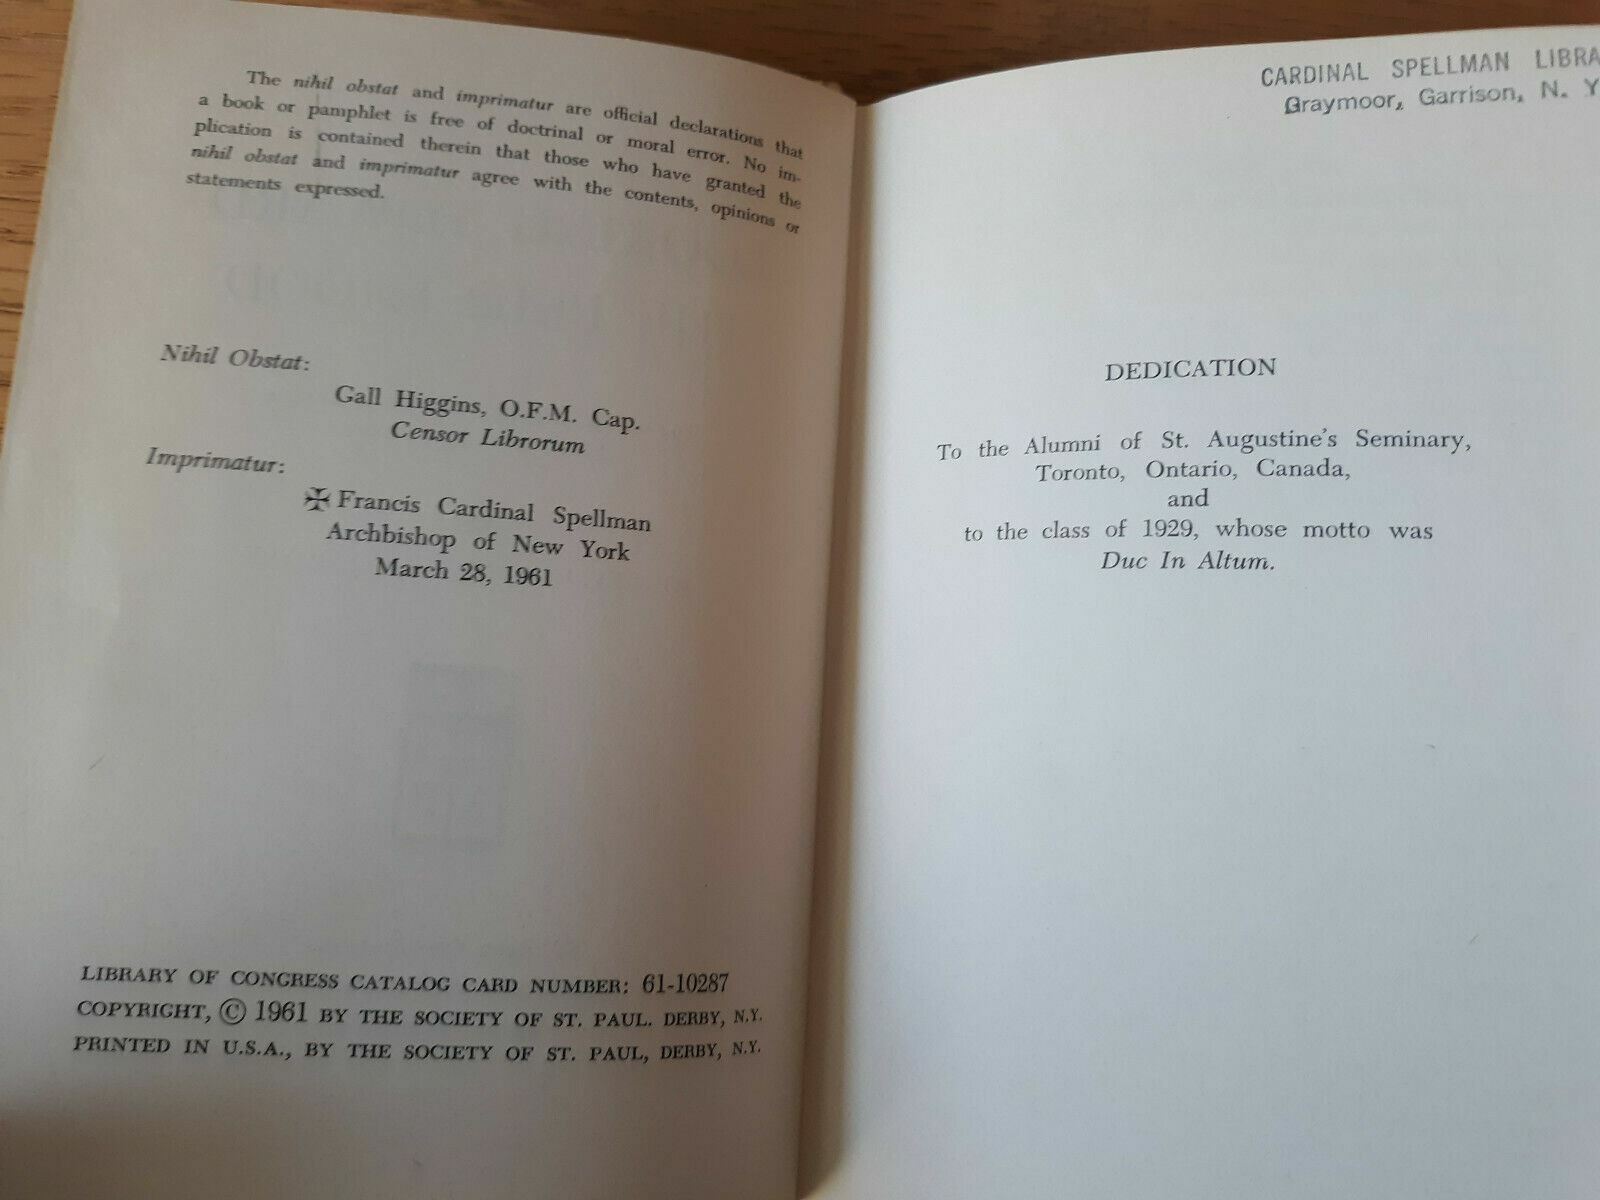 The nihil obstat and imprimatur are official declarations that
a book or pamphlet is free of doctrinal or moral error. No im-
plication is contained therein that those who have granted the
nihil obstat and imprimatur agree with the contents, opinions or
statements expressed.
Nihil Obstat:
Gall Higgins, O.F.M. Cap.
Censor Librorum
Imprimatur:
✠ Francis Cardinal Spellman
Archbishop of New York
March 28, 1961
LIBRARY OF CONGRESS CATALOG CARD NUMBER: 61-10287
COPYRIGHT, © 1961 BY THE SOCIETY OF ST. PAUL. DERBY, N.Y.
PRINTED IN U.S.A., BY THE SOCIETY OF ST. PAUL, DERBY, N.Y.
CARDINAL SPELLMAN LIBRA
Graymoor, Garrison, N. Y
DEDICATION
To the Alumni of St. Augustine's Seminary,
Toronto, Ontario, Canada,
and
to the class of 1929, whose motto was
Duc In Altum.